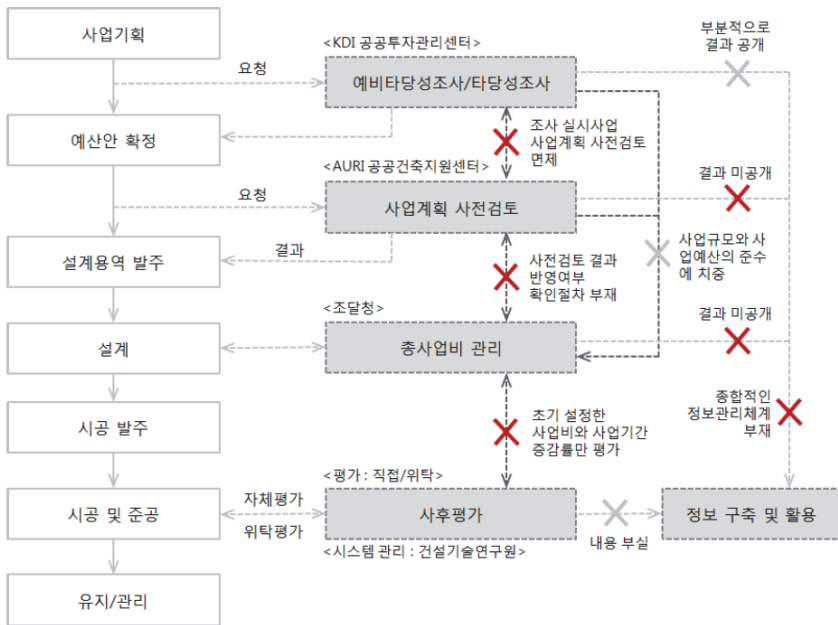 사업기획
<KDI 공공투자관리센터>
부분적으로
결과 공개
요청
예비타당성조사/타당성조사
예산안 확정
조사 실시사업
사업계획 사전검토
면제
<AURI 공공건축지원센터>
요청
사업계획 사전검토
결과 미공개
설계용역 발주
결과
사전검토 결과
반영여부
확인절차 부재
사업규모와 사
업예산의 준수
에 치중
<조달청>
결과 미공개
설계
총사업비 관리
시공 발주
초기 설정한
사업비와 사업기간
증감률만 평가
종합적인
정보관리체계
부재
<평가 : 직접/위탁>
시공 및 준공
자체평가
위탁평가
사후평가
내용 부실
정보 구축 및 활용
<시스템 관리 : 건설기술연구원>
유지/관리